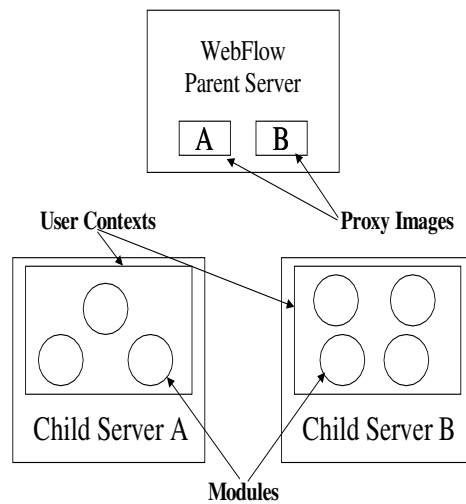 WebFlow
Parent Server
A B
User Contexts
Proxy Images
Child Server A
Child Server B
Modules